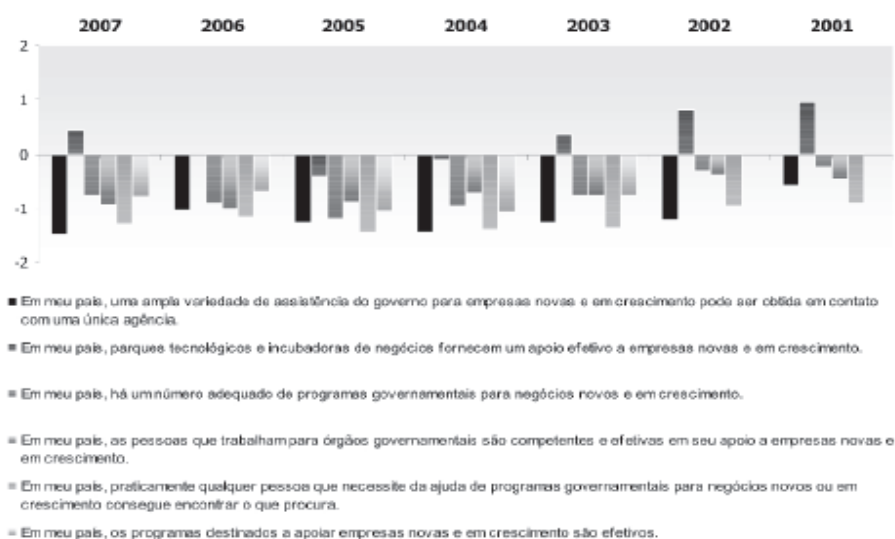 2007 2006 2005 2004 2003 2002 2001
2
1
0
-1
-2
Em meu país, uma ampla variedade de assistência do governo para empresas novas e em crescimento pode ser obtida em contato
com uma única agência.
Em meu país, parques tecnológicos e incubadoras de negócios fornecem um apoio efetivo a empresas novas e em crescimento.
Em meu país, há um número adequado de programas governamentais para negócios novos e em crescimento.
Em meu país, as pessoas que trabalham para órgãos governamentais são competentes e efetivas em seu apoio a empresas novas e
em crescimento.
Em meu país, praticamente qualquer pessoa que necessite da ajuda de programas governamentais para negócios novos ou em
crescimento consegue encontrar o que procura.
Em meu país, os programas destinados a apoiar empresas novas e em crescimento são efetivos.